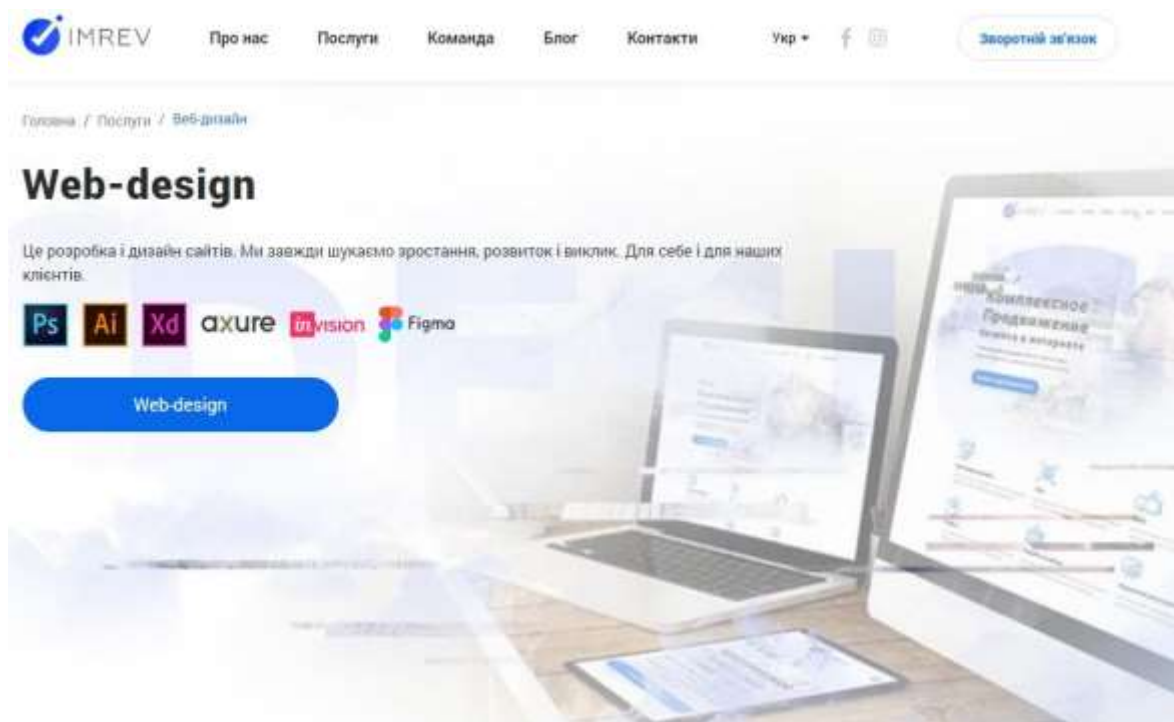 IMREV
Про нас
Послуги
Команда
Блог
Контакти
Укр
Зворотній зв'язок
Головна / Послуги / Веб-дизайн
Web-design
Це розробка і дизайн сайтів. Ми завжди шукаємо зростання, розвиток і виклик. Для себе і для наших
клієнтів.
Ps Ai Xd axure invision Figma
Web-design
Комплексное
Продвижение
бизнеса в интернете